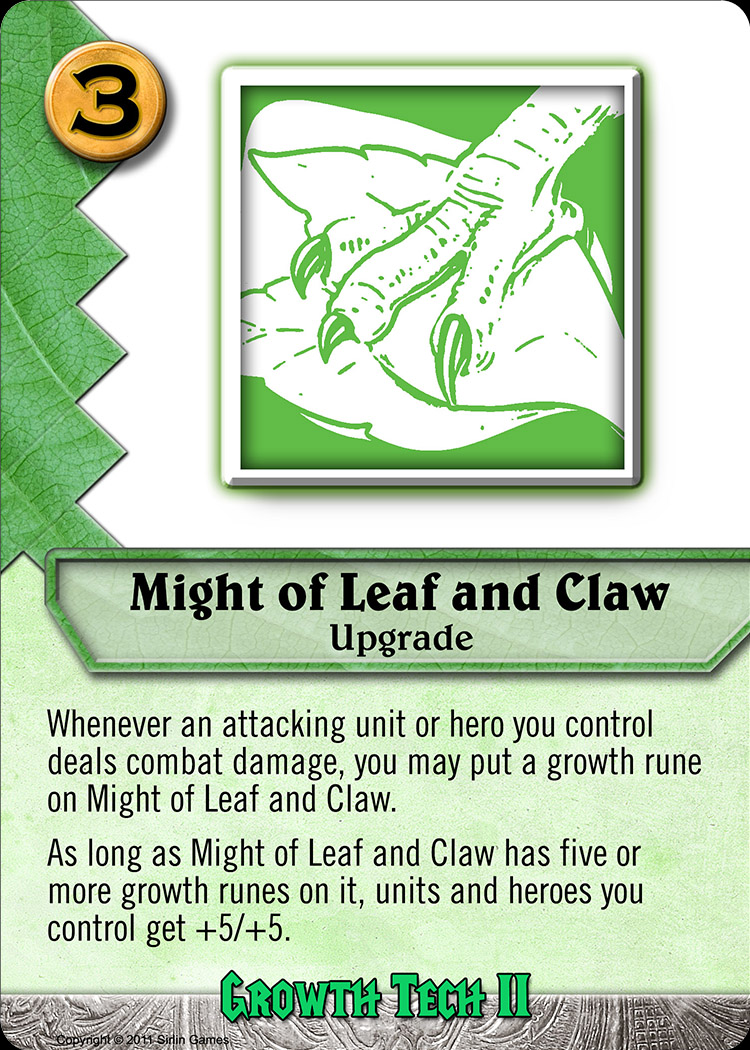 3
Might of Leaf and Claw
Upgrade
Whenever an attacking unit or hero you control
deals combat damage, you may put a growth rune
on Might of Leaf and Claw.
As long as Might of Leaf and Claw has five or
more growth runes on it, units and heroes you
control get +5/+5.
Growth Tech II
Copyright © 2011 Sirlin Games